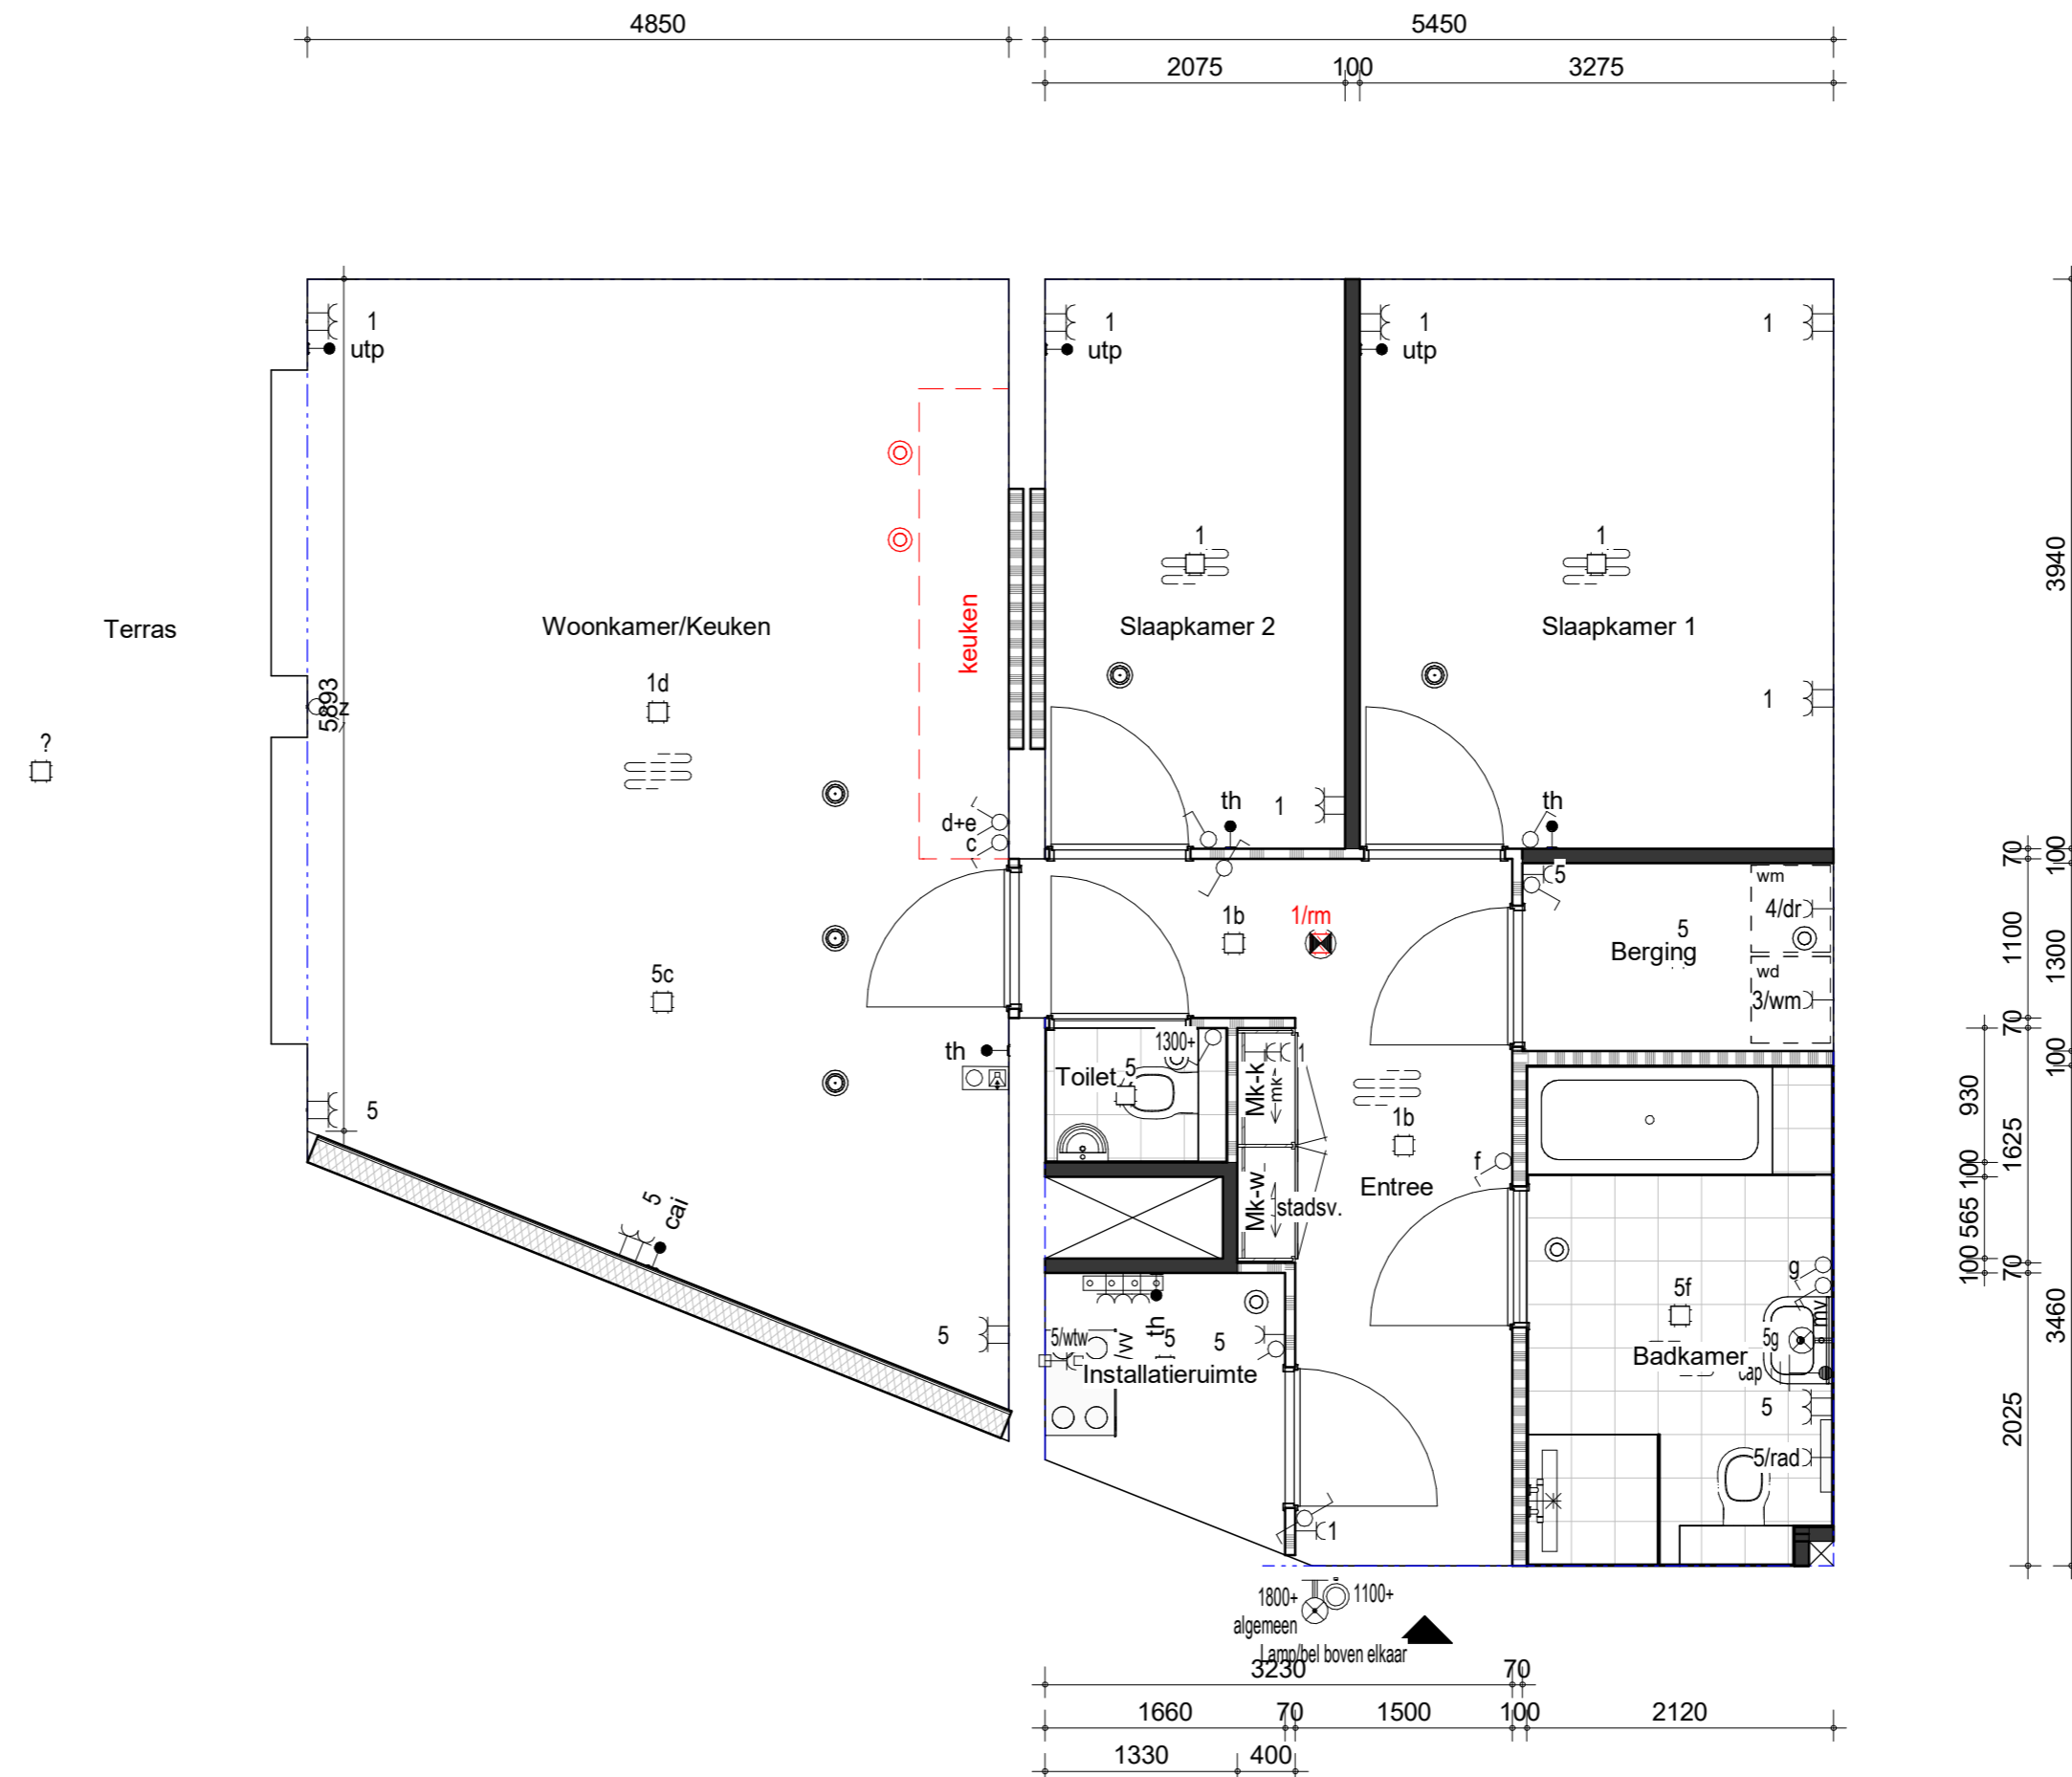 4850
5450
2075
100
3275
1
utp
1
utp
1
utp
1
1
1
Terras
Woonkamer/Keuken
keuken
Slaapkamer 2
Slaapkamer 1
3940
1d
5893
z
?
1
d+e
c
th
1
th
70
100
5
wm
4/dr
1b
1/rm
5
Berging
wd
3/wm
1100
1300
5c
th
1300+
Toilet
5
1
Mk-k
mk
70
100
930
1625
5
1b
f
Entree
Mk-w
stadsv.
100
565
100
70
5
cai
g
5f
mv
5
5/wtw
th
5
5
Installatieruimte
5g
Badkamer
cap
5
5/rad
3460
2025
1
1800+
1100+
algemeen
Lamp/bel boven elkaar
3230
70
1660
70
1500
100
2120
1330
400